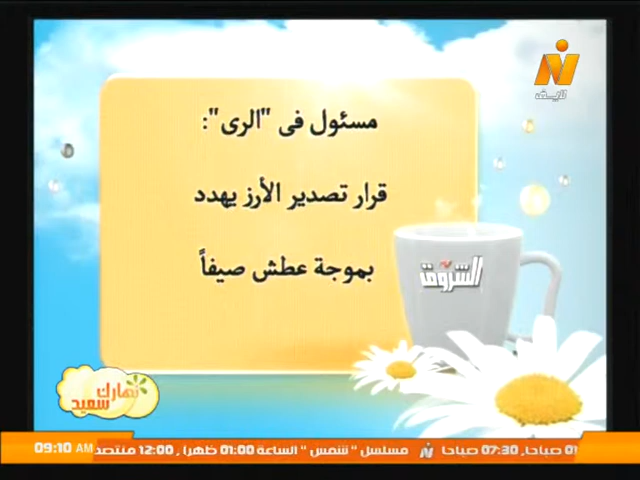 لايف
مسئول فى "الرى":
قرار تصدير الأرز يهدد
بموجة عطش صيفاً
الشروق
نهارك
سعيد
09:10 AM
صباحا, 07:30 صباحا مسلسل " شمس " الساعة 01:00 ظهرا , 12:00 منتصف